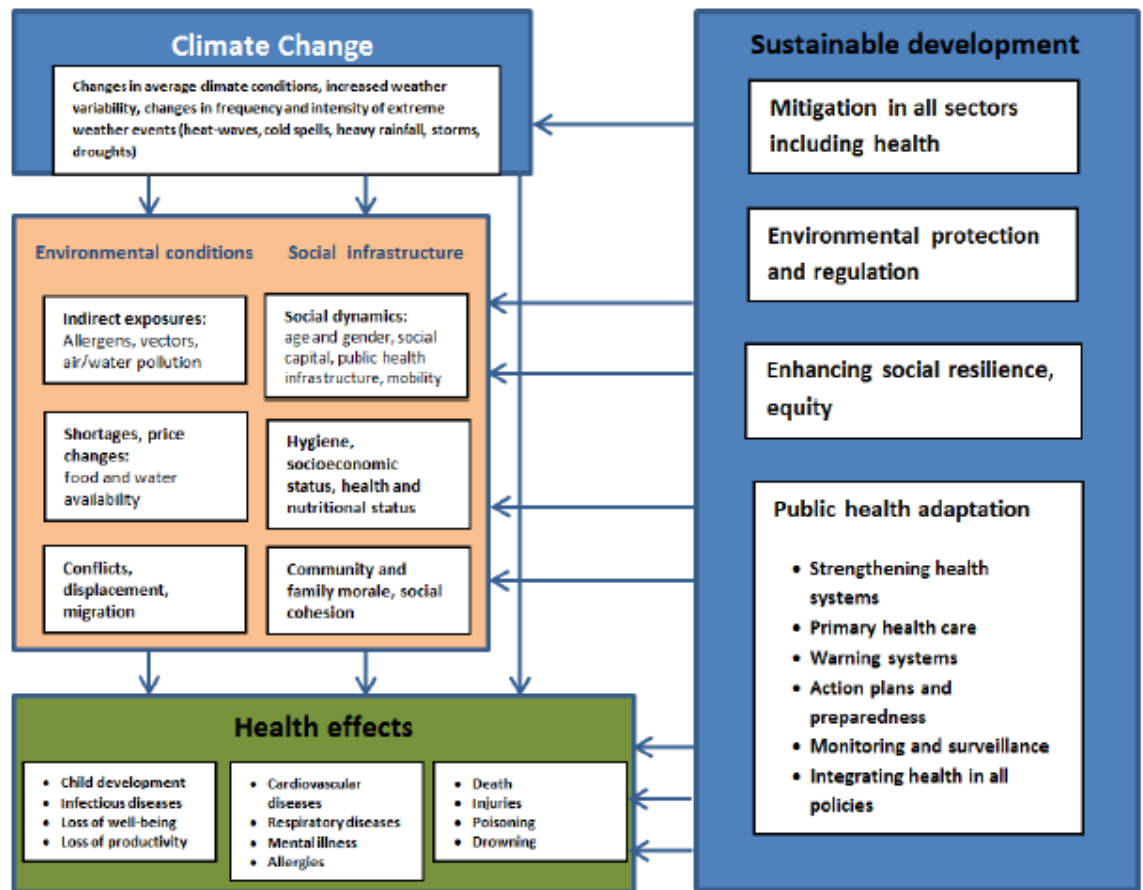 Climate Change
Changes in average climate conditions, increased weather
variability, changes in frequency and intensity of extreme
weather events (heat-waves, cold spells, heavy rainfall, storms,
droughts)
Environmental conditions
Indirect exposures:
Allergens, vectors,
air/water pollution
Shortages, price
changes:
food and water
availability
Conflicts,
displacement,
migration
Social infrastructure
Social dynamics:
age and gender, social
capital, public health
infrastructure, mobility
Hygiene,
socioeconomic
status, health and
nutritional status
Community and
family morale, social
cohesion
Health effects
• Child development
• Infectious diseases
• Loss of well-being
• Loss of productivity
• Cardiovascular
diseases
• Respiratory diseases
• Mental illness
• Allergies
• Death
• Injuries
• Poisoning
• Drowning
Sustainable development
Mitigation in all sectors
including health
Environmental protection
and regulation
Enhancing social resilience,
equity
Public health adaptation
• Strengthening health
systems
• Primary health care
• Warning systems
• Action plans and
preparedness
• Monitoring and surveillance
• Integrating health in all
policies